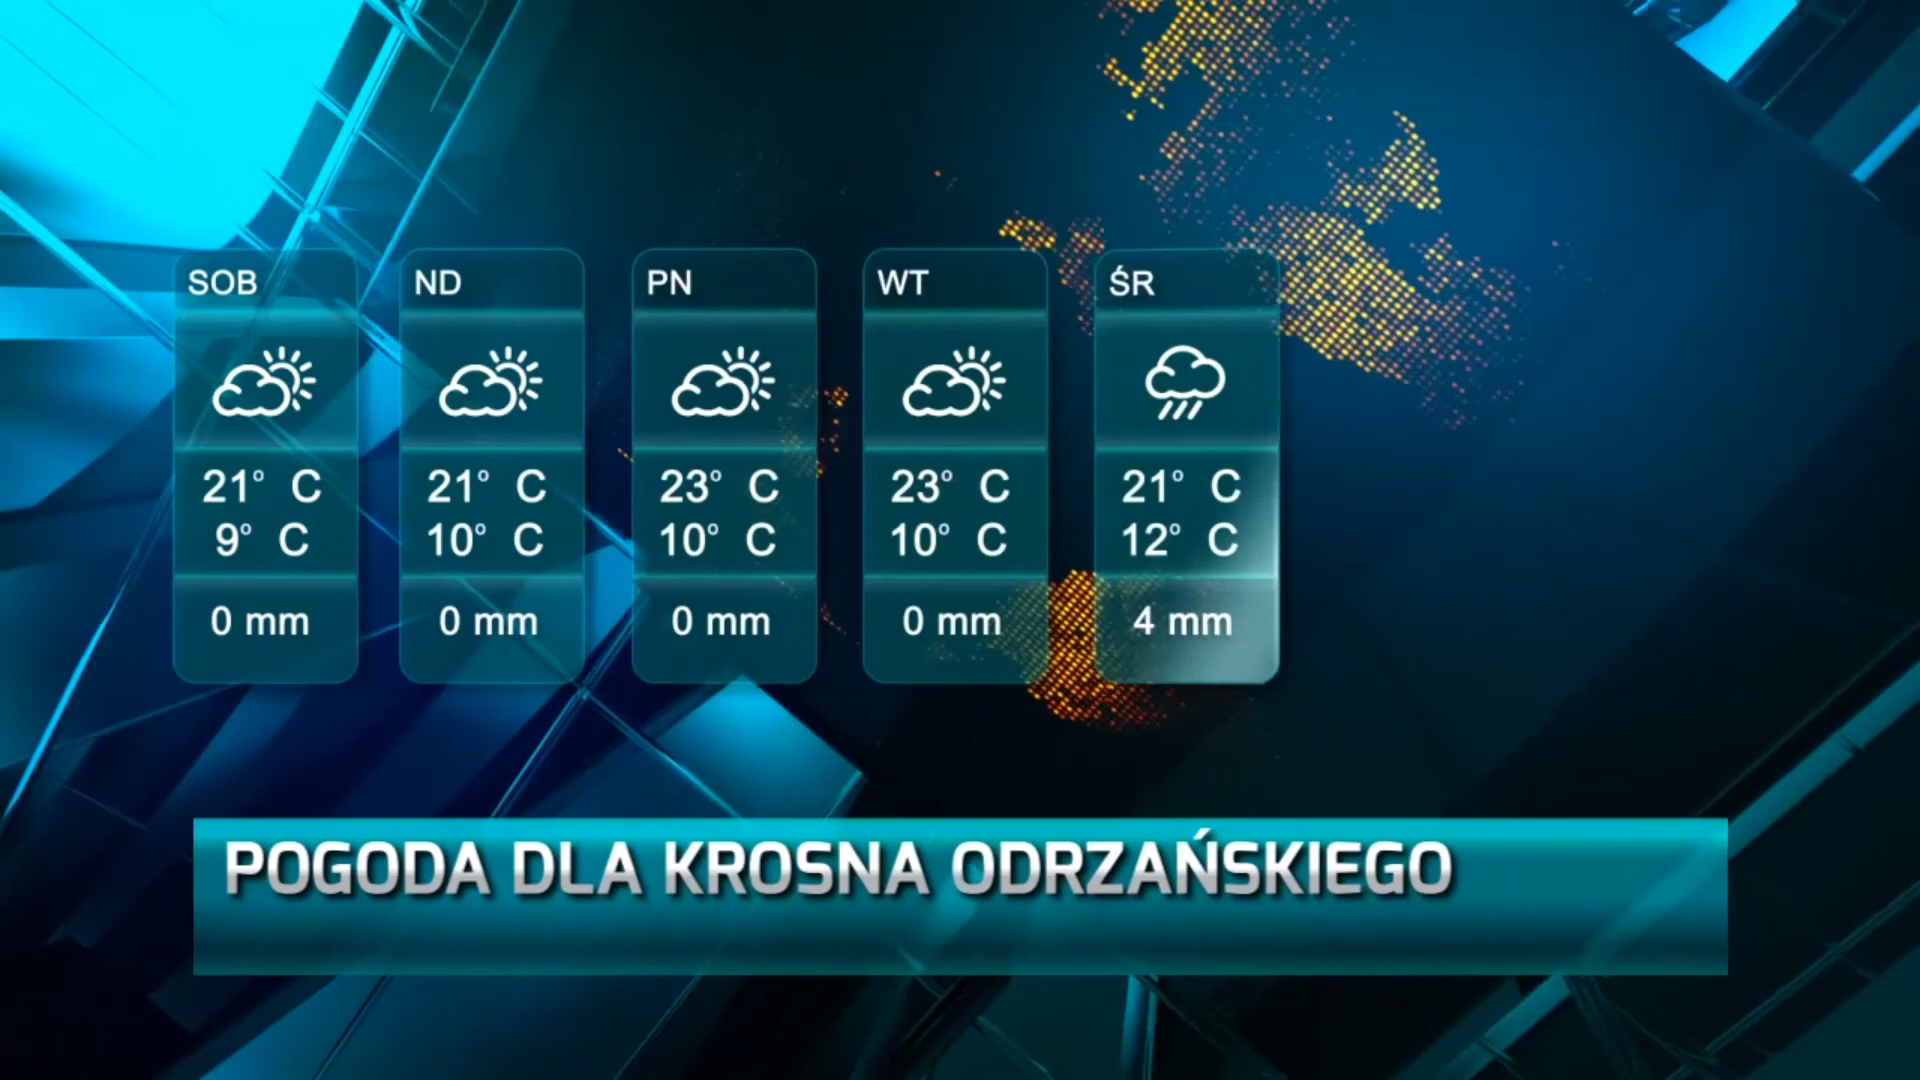 SOB ND PN WT ŚR
21° C 21° C 23° C 23° C 21° C
9° C 10° C 10° C 10° C 12° C
0 mm 0 mm 0 mm 0 mm 4 mm
POGODA DLA KROSNA ODRZAŃSKIEGO